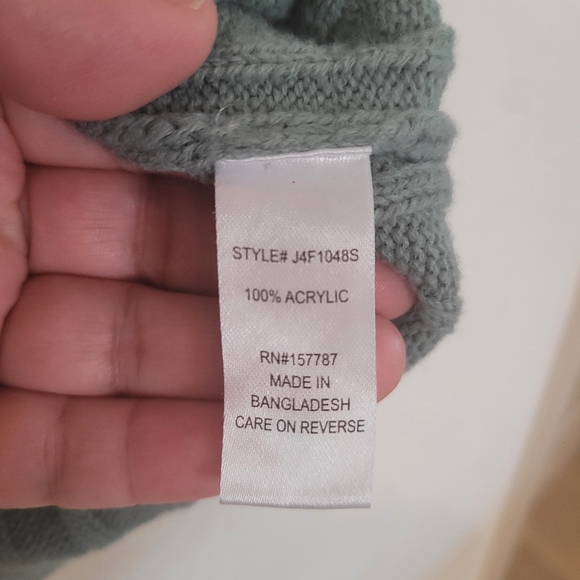 STYLE# J4F1048S
100% ACRYLIC
RN#157787
MADE IN
BANGLADESH
CARE ON REVERSE